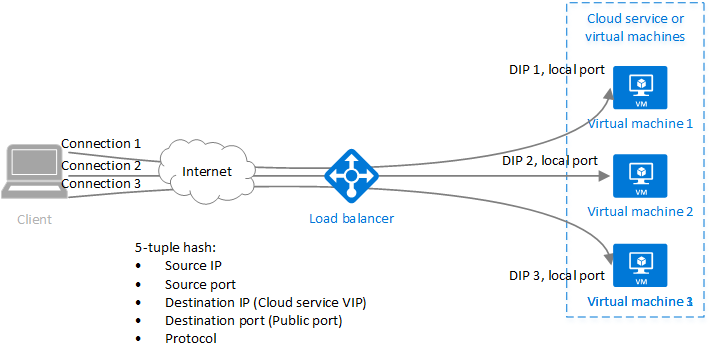 Cloud service or
virtual machines
DIP 1, local port
VM
Virtual machine 1
Connection 1
Connection 2
Connection 3
Internet
DIP 2, local port
VM
Virtual machine 2
Client
Load balancer
5-tuple hash:
• Source IP
• Source port
• Destination IP (Cloud service VIP)
• Destination port (Public port)
• Protocol
DIP 3, local port
VM
Virtual machine